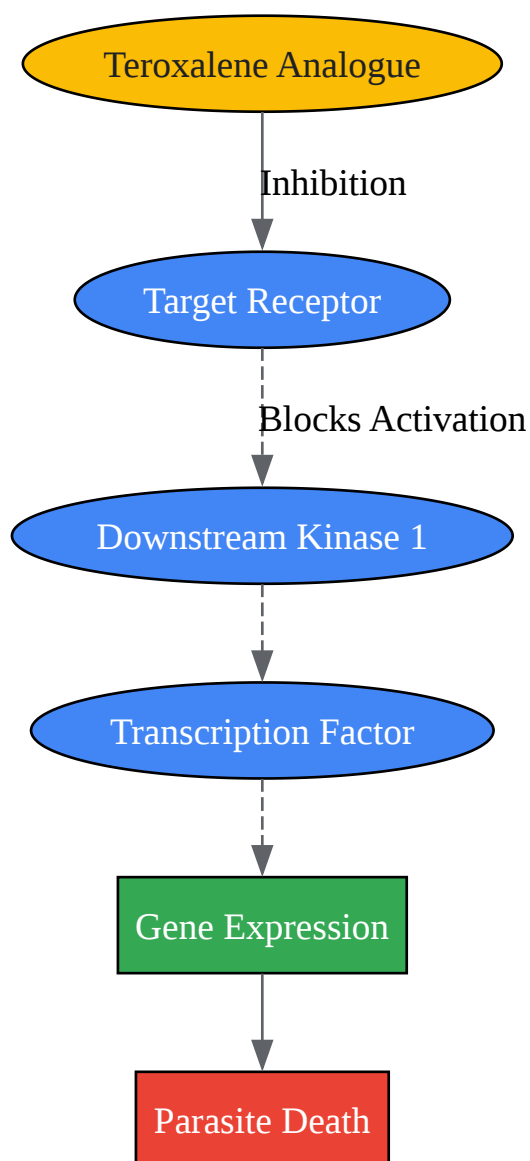 Teroxalene Analogue
Inhibition
Target Receptor
Blocks Activation
Downstream Kinase 1
Transcription Factor
Gene Expression
Parasite Death